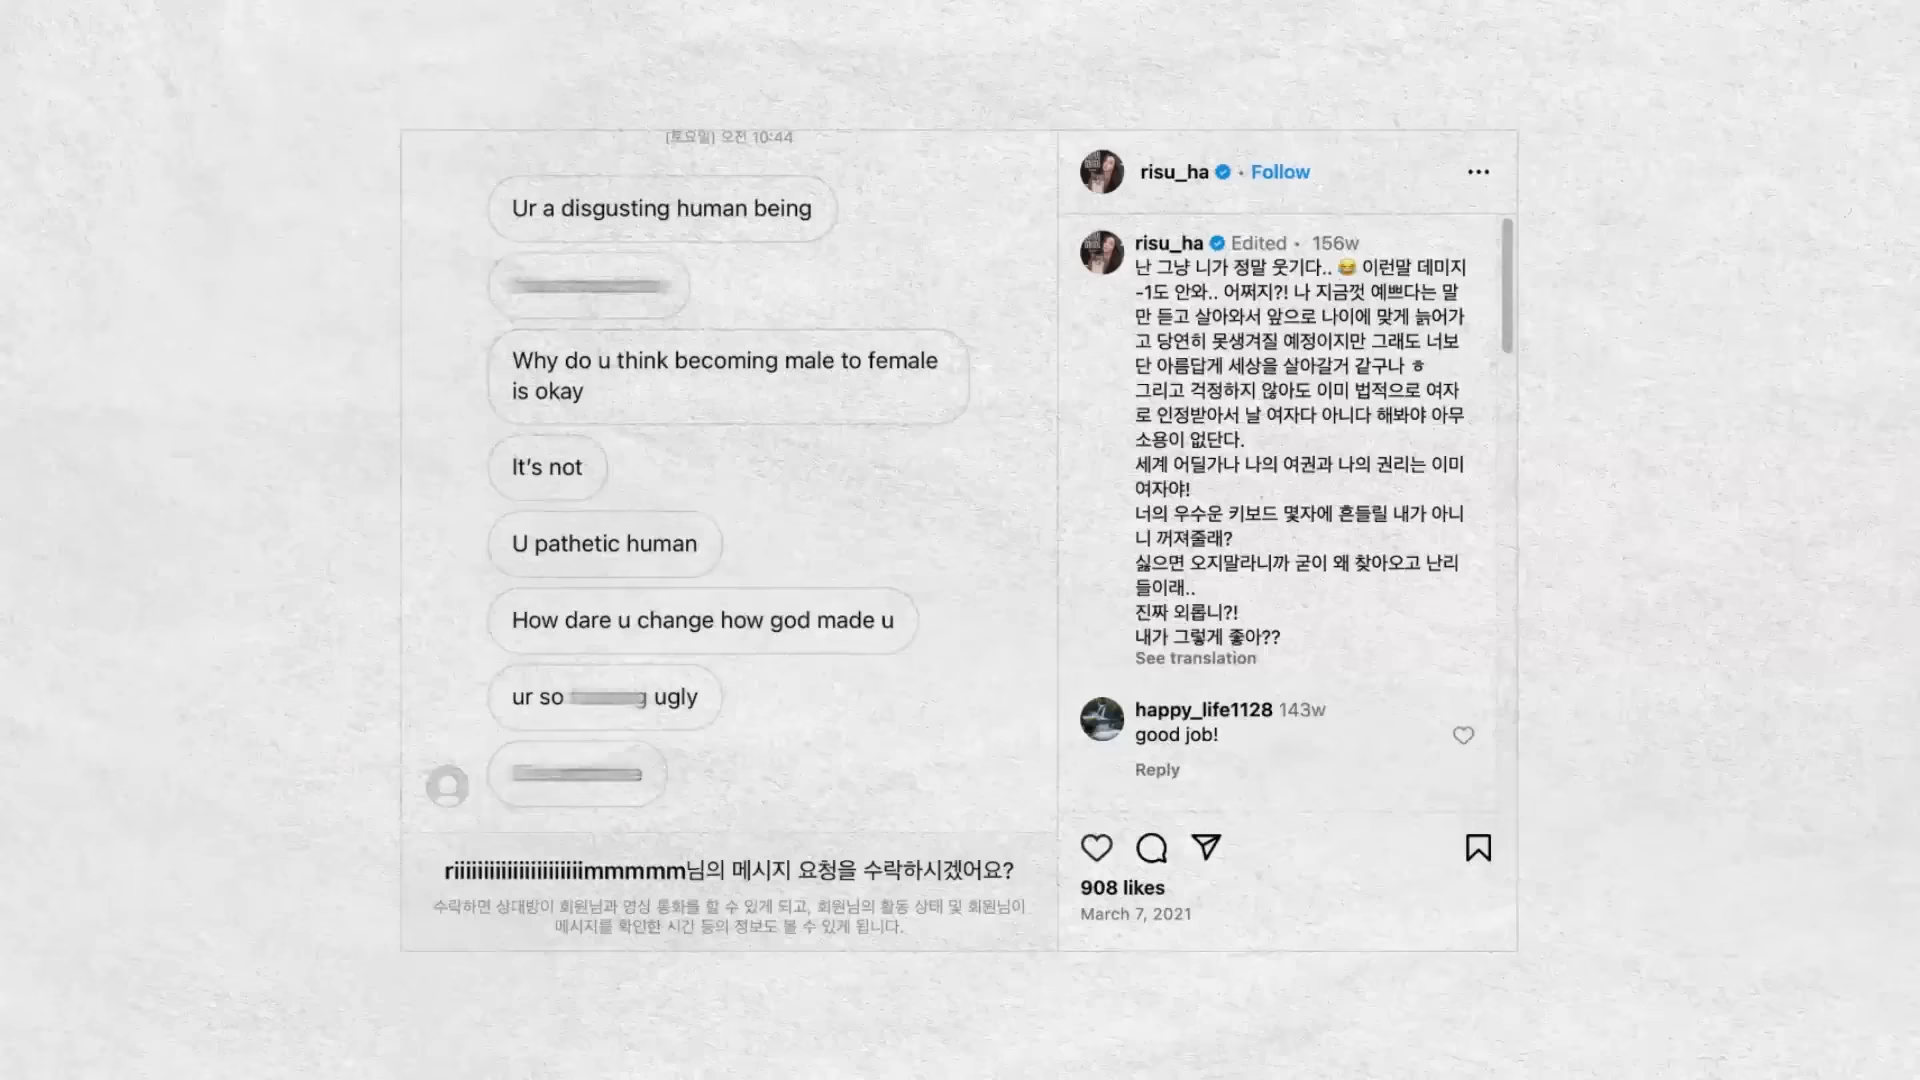 [토요일] 오전 10:44
Ur a disgusting human being
Why do u think becoming male to female
is okay
It's not
U pathetic human
How dare u change how god made u
ur so ugly
riiiiiiiiiiiiiiiiiiiiiiimmmmm님의 메시지 요청을 수락하시겠어요?
수락하면 상대방이 회원님과 영상 통화를 할 수 있게 되고, 회원님의 활동 상태 및 회원님이
메시지를 확인한 시간 등의 정보도 볼 수 있게 됩니다.
risu_ha • Follow
risu_ha Edited • 156w
난 그냥 니가 정말 웃기다.. 😂 이런말 데미지
-1도 안와.. 어쩌지?! 나 지금껏 예쁘다는 말
만 듣고 살아와서 앞으로 나이에 맞게 늙어가
고 당연히 못생겨질 예정이지만 그래도 너보
단 아름답게 세상을 살아갈거 같구나 ㅎ
그리고 걱정하지 않아도 이미 법적으로 여자
로 인정받아서 날 여자다 아니다 해봐야 아무
소용이 없단다.
세계 어딜가나 나의 여권과 나의 권리는 이미
여자야!
너의 우수운 키보드 몇자에 흔들릴 내가 아니
니 꺼져줄래?
싫으면 오지말라니까 굳이 왜 찾아오고 난리
들이래..
진짜 외롭니?!
내가 그렇게 좋아??
See translation
happy_life1128 143w
good job!
Reply
908 likes
March 7, 2021